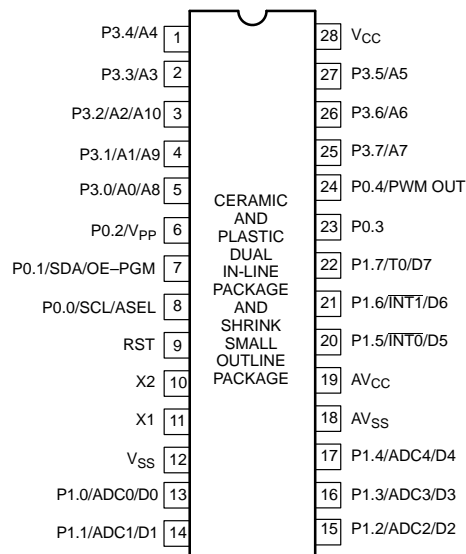 P3.4/A4 1
P3.3/A3 2
P3.2/A2/A10 3
P3.1/A1/A9 4
P3.0/A0/A8 5
P0.2/VPP 6
P0.1/SDA/OE–PGM 7
P0.0/SCL/ASEL 8
RST 9
X2 10
X1 11
VSS 12
P1.0/ADC0/D0 13
P1.1/ADC1/D1 14
CERAMIC
AND
PLASTIC
DUAL
IN-LINE
PACKAGE
AND
SHRINK
SMALL
OUTLINE
PACKAGE
28 VCC
27 P3.5/A5
26 P3.6/A6
25 P3.7/A7
24 P0.4/PWM OUT
23 P0.3
22 P1.7/T0/D7
21 P1.6/INT1/D6
20 P1.5/INT0/D5
19 AVCC
18 AVSS
17 P1.4/ADC4/D4
16 P1.3/ADC3/D3
15 P1.2/ADC2/D2